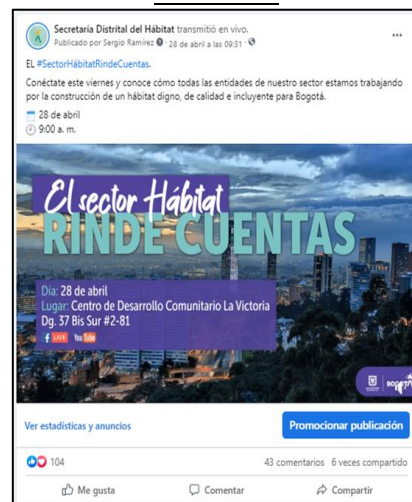 Secretaría Distrital del Hábitat transmitió en vivo.
Publicado por Sergio Ramírez · 28 de abril a las 09:31 ·
EL #SectorHábitatRindeCuentas.
Conéctate este viernes y conoce cómo todas las entidades de nuestro sector estamos trabajando
por la construcción de un hábitat digno, de calidad e incluyente para Bogotá.
28 de abril
9:00 a. m.
El sector Hábitat
RINDE CUENTAS
Día: 28 de abril
Lugar: Centro de Desarrollo Comunitario La Victoria
Dg. 37 Bis Sur #2-81
f LIVE YouTube
BOGOTÁ
Ver estadísticas y anuncios
Promocionar publicación
104
43 comentarios 6 veces compartido
Me gusta
Comentar
Compartir